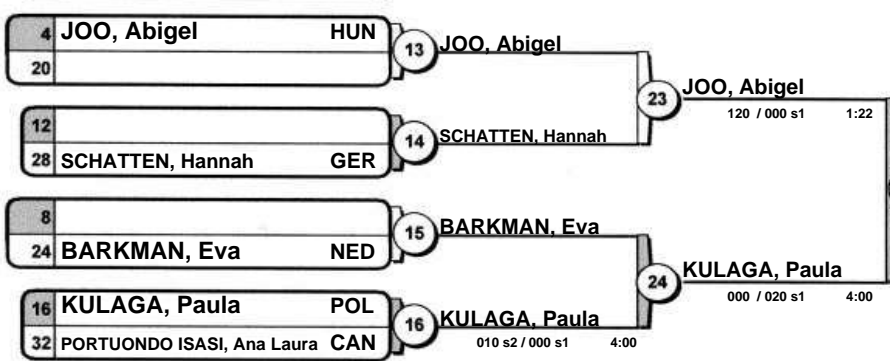 4 JOO, Abigel HUN
20
13 JOO, Abigel
12
28 SCHATTEN, Hannah GER
14 SCHATTEN, Hannah
23 JOO, Abigel
120 / 000 s1 1:22
8
24 BARKMAN, Eva NED
15 BARKMAN, Eva
16 KULAGA, Paula POL
32 PORTUONDO ISASI, Ana Laura CAN
16 KULAGA, Paula
010 s2 / 000 s1 4:00
24 KULAGA, Paula
000 / 020 s1 4:00